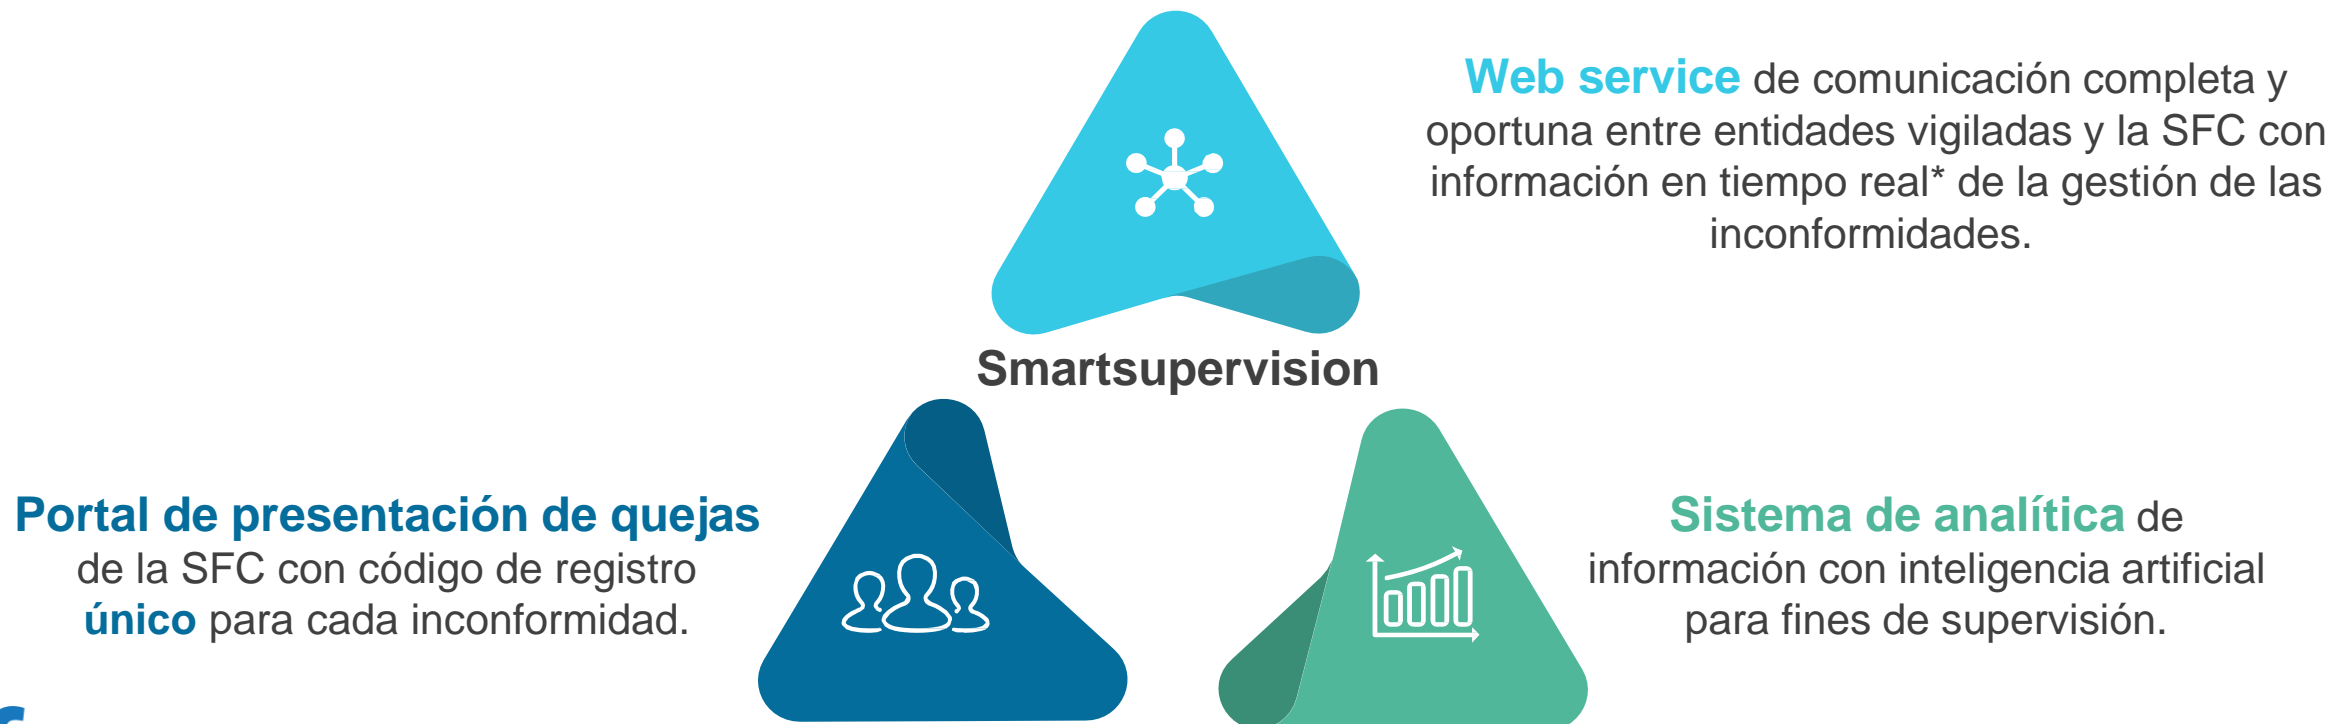 Web service de comunicación completa y
oportuna entre entidades vigiladas y la SFC con
información en tiempo real* de la gestión de las
inconformidades.
Smartsupervision
Portal de presentación de quejas
de la SFC con código de registro
único para cada inconformidad.
Sistema de analítica de
información con inteligencia artificial
para fines de supervisión.